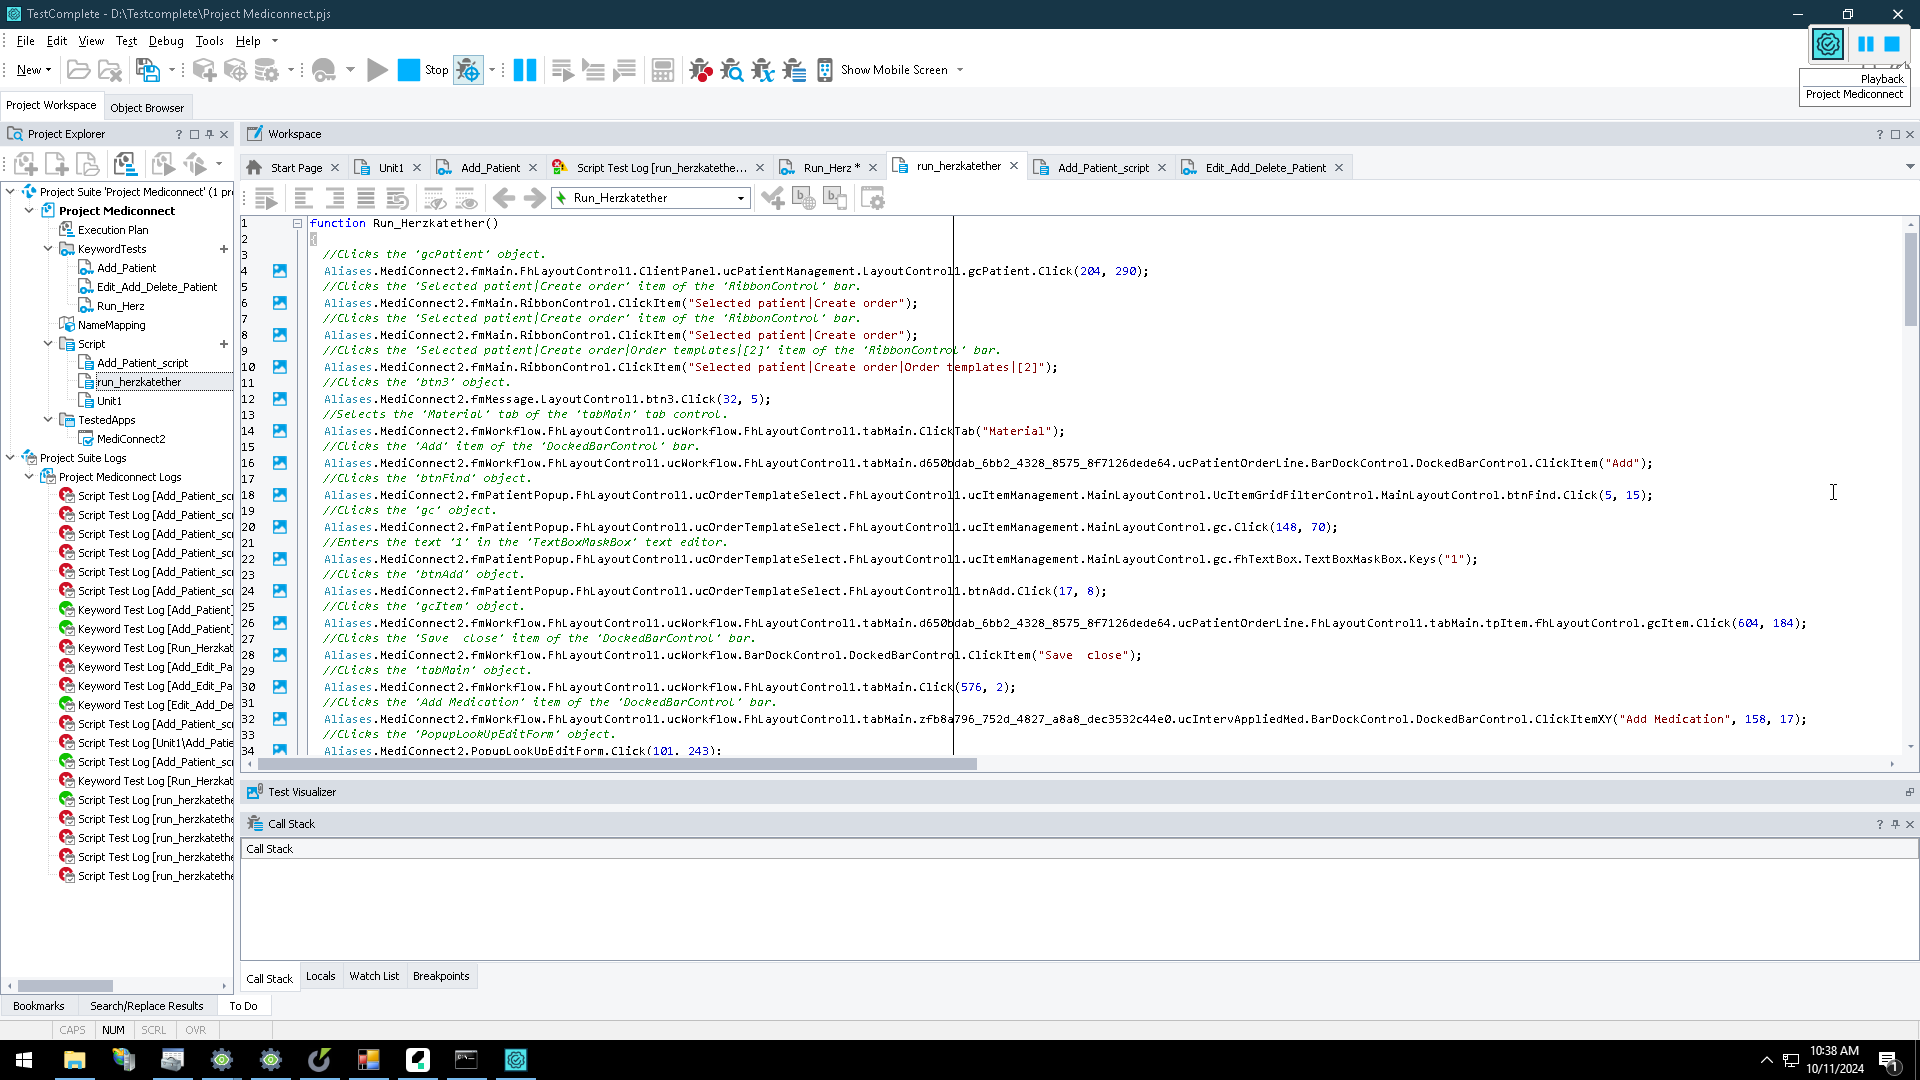 TestComplete - D:\Testcomplete\Project Mediconnect.pjs
File Edit View Test Debug Tools Help
New Stop Show Mobile Screen
Playback
Project Mediconnect
Project Workspace Object Browser
Project Explorer ?
Workspace ?
Start Page Unit1 Add_Patient Script Test Log [run_herzkatethe... Run_Herz * run_herzkatether Add_Patient_script Edit_Add_Delete_Patient
Run_Herzkatether
Project Suite 'Project Mediconnect' (1 pr
Project Mediconnect
Execution Plan
KeywordTests
Add_Patient
Edit_Add_Delete_Patient
Run_Herz
NameMapping
Script
Add_Patient_script
run_herzkatether
Unit1
TestedApps
MediConnect2
Project Suite Logs
Project Mediconnect Logs
Script Test Log [Add_Patient_scr
Script Test Log [Add_Patient_scr
Script Test Log [Add_Patient_scr
Script Test Log [Add_Patient_scr
Script Test Log [Add_Patient_scr
Script Test Log [Add_Patient_scr
Keyword Test Log [Add_Patient]
Keyword Test Log [Add_Patient]
Keyword Test Log [Run_Herzkat
Keyword Test Log [Add_Edit_Pa
Keyword Test Log [Add_Edit_Pa
Keyword Test Log [Edit_Add_De
Script Test Log [Add_Patient_scr
Script Test Log [Unit1\Add_Patie
Script Test Log [Add_Patient_scr
Keyword Test Log [Run_Herzkat
Script Test Log [run_herzkatethe
Script Test Log [run_herzkatethe
Script Test Log [run_herzkatethe
Script Test Log [run_herzkatethe
Script Test Log [run_herzkatethe
1 function Run_Herzkatether()
2 {
3 //Clicks the 'gcPatient' object.
4 Aliases.MediConnect2.fmMain.FhLayoutControl1.ClientPanel.ucPatientManagement.LayoutControl1.gcPatient.Click(204, 290);
5 //Clicks the 'Selected patient|Create order' item of the 'RibbonControl' bar.
6 Aliases.MediConnect2.fmMain.RibbonControl.ClickItem("Selected patient|Create order");
7 //Clicks the 'Selected patient|Create order' item of the 'RibbonControl' bar.
8 Aliases.MediConnect2.fmMain.RibbonControl.ClickItem("Selected patient|Create order");
9 //Clicks the 'Selected patient|Create order|Order templates|[2]' item of the 'RibbonControl' bar.
10 Aliases.MediConnect2.fmMain.RibbonControl.ClickItem("Selected patient|Create order|Order templates|[2]");
11 //Clicks the 'btn3' object.
12 Aliases.MediConnect2.fmMessage.LayoutControl1.btn3.Click(32, 5);
13 //Selects the 'Material' tab of the 'tabMain' tab control.
14 Aliases.MediConnect2.fmWorkflow.FhLayoutControl1.ucWorkflow.FhLayoutControl1.tabMain.ClickTab("Material");
15 //Clicks the 'Add' item of the 'DockedBarControl' bar.
16 Aliases.MediConnect2.fmWorkflow.FhLayoutControl1.ucWorkflow.FhLayoutControl1.tabMain.d650bdab_6bb2_4328_8575_8f7126dede64.ucPatientOrderLine.BarDockControl.DockedBarControl.ClickItem("Add");
17 //Clicks the 'btnFind' object.
18 Aliases.MediConnect2.fmPatientPopup.FhLayoutControl1.ucOrderTemplateSelect.FhLayoutControl1.ucItemManagement.MainLayoutControl.UcItemGridFilterControl.MainLayoutControl.btnFind.Click(5, 15);
19 //Clicks the 'gc' object.
20 Aliases.MediConnect2.fmPatientPopup.FhLayoutControl1.ucOrderTemplateSelect.FhLayoutControl1.ucItemManagement.MainLayoutControl.gc.Click(148, 70);
21 //Enters the text '1' in the 'TextBoxMaskBox' text editor.
22 Aliases.MediConnect2.fmPatientPopup.FhLayoutControl1.ucOrderTemplateSelect.FhLayoutControl1.ucItemManagement.MainLayoutControl.gc.fhTextBox.TextBoxMaskBox.Keys("1");
23 //Clicks the 'btnAdd' object.
24 Aliases.MediConnect2.fmPatientPopup.FhLayoutControl1.ucOrderTemplateSelect.FhLayoutControl1.btnAdd.Click(17, 8);
25 //Clicks the 'gcItem' object.
26 Aliases.MediConnect2.fmWorkflow.FhLayoutControl1.ucWorkflow.FhLayoutControl1.tabMain.d650bdab_6bb2_4328_8575_8f7126dede64.ucPatientOrderLine.FhLayoutControl1.tabMain.tpItem.fhLayoutControl.gcItem.Click(604, 184);
27 //Clicks the 'Save  close' item of the 'DockedBarControl' bar.
28 Aliases.MediConnect2.fmWorkflow.FhLayoutControl1.ucWorkflow.BarDockControl.DockedBarControl.ClickItem("Save  close");
29 //Clicks the 'tabMain' object.
30 Aliases.MediConnect2.fmWorkflow.FhLayoutControl1.ucWorkflow.FhLayoutControl1.tabMain.Click(576, 2);
31 //Clicks the 'Add Medication' item of the 'DockedBarControl' bar.
32 Aliases.MediConnect2.fmWorkflow.FhLayoutControl1.ucWorkflow.FhLayoutControl1.tabMain.zfb8a796_752d_4827_a8a8_dec3532c44e0.ucIntervAppliedMed.BarDockControl.DockedBarControl.ClickItemXY("Add Medication", 158, 17);
33 //Clicks the 'PopupLookUpEditForm' object.
34 Aliases.MediConnect2.PopupLookUpEditForm.Click(101, 243);
Test Visualizer
Call Stack ?
Call Stack
Call Stack Locals Watch List Breakpoints
Bookmarks Search/Replace Results To Do
CAPS NUM SCRL OVR
10:38 AM
10/11/2024
1